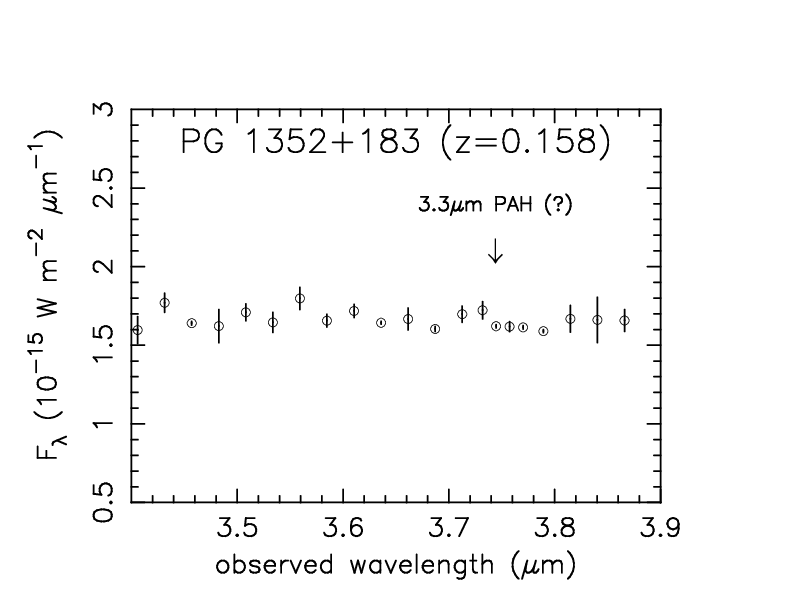 PG 1352+183 (z=0.158)
3.3μm PAH (?)
↓
3
2.5
2
1.5
1
0.5
F_λ (10^−15 W m^−2 μm^−1)
3.5 3.6 3.7 3.8 3.9
observed wavelength (μm)